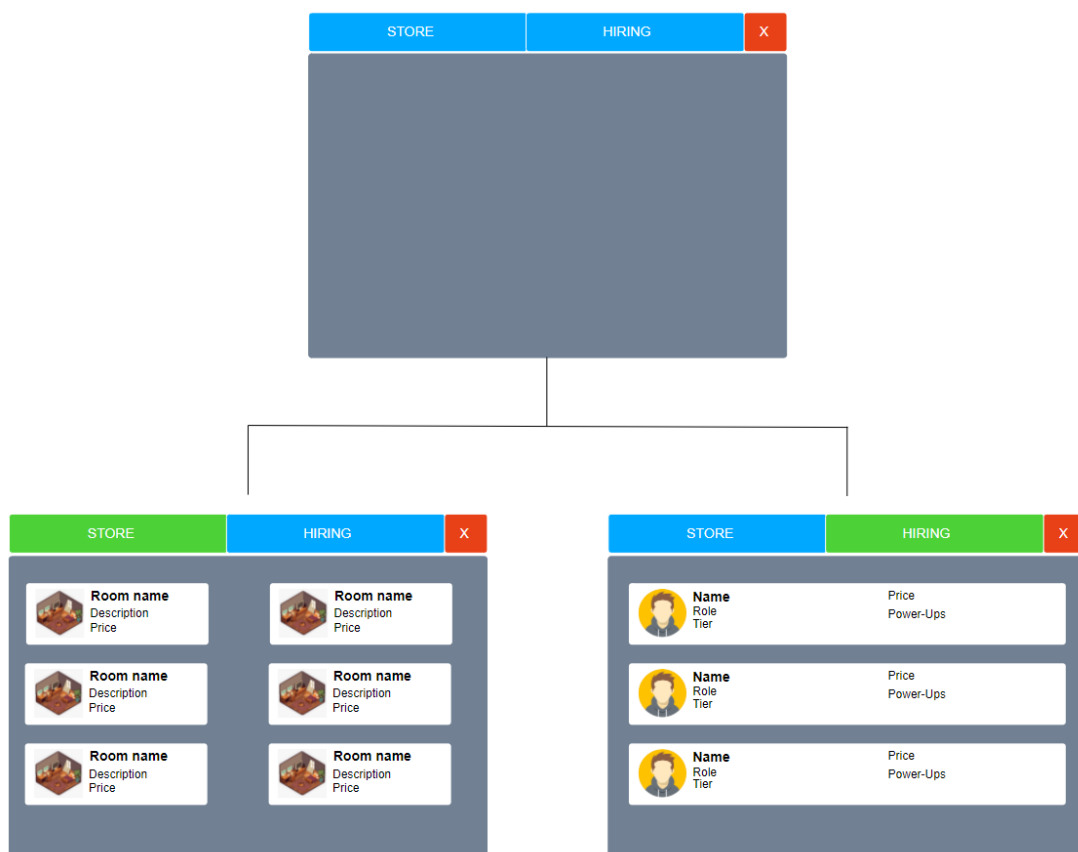 STORE HIRING X
STORE HIRING X
Room name
Description
Price
Room name
Description
Price
Room name
Description
Price
Room name
Description
Price
Room name
Description
Price
Room name
Description
Price
STORE HIRING X
Name
Role
Tier
Price
Power-Ups
Name
Role
Tier
Price
Power-Ups
Name
Role
Tier
Price
Power-Ups